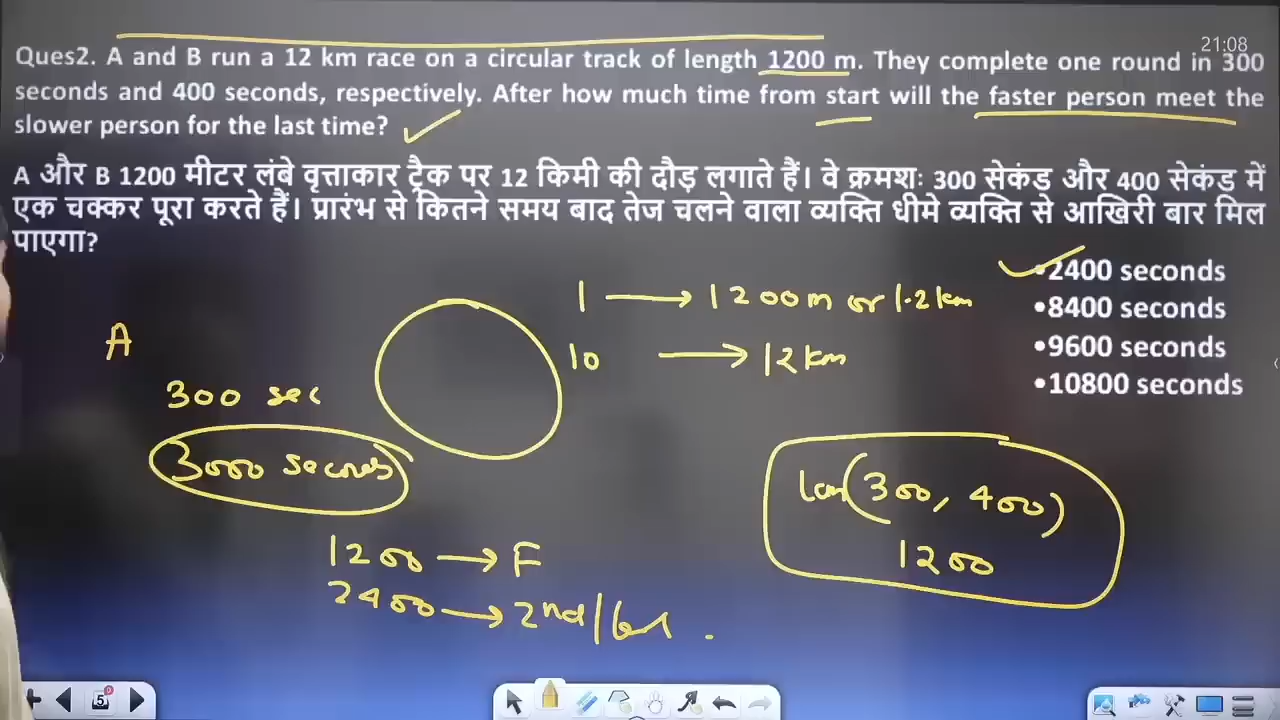 21:08
Ques2. A and B run a 12 km race on a circular track of length 1200 m. They complete one round in 300
seconds and 400 seconds, respectively. After how much time from start will the faster person meet the
slower person for the last time?
A और B 1200 मीटर लंबे वृत्ताकार ट्रैक पर 12 किमी की दौड़ लगाते हैं। वे क्रमशः 300 सेकंड और 400 सेकंड में
एक चक्कर पूरा करते हैं। प्रारंभ से कितने समय बाद तेज चलने वाला व्यक्ति धीमे व्यक्ति से आखिरी बार मिल
पाएगा?
•2400 seconds
•8400 seconds
•9600 seconds
•10800 seconds
1 → 1200m or 1.2km
10 → 12km
A
300 sec
3000 seconds
lcm(300, 400)
1200
1200 → F
2400 → 2nd/
5